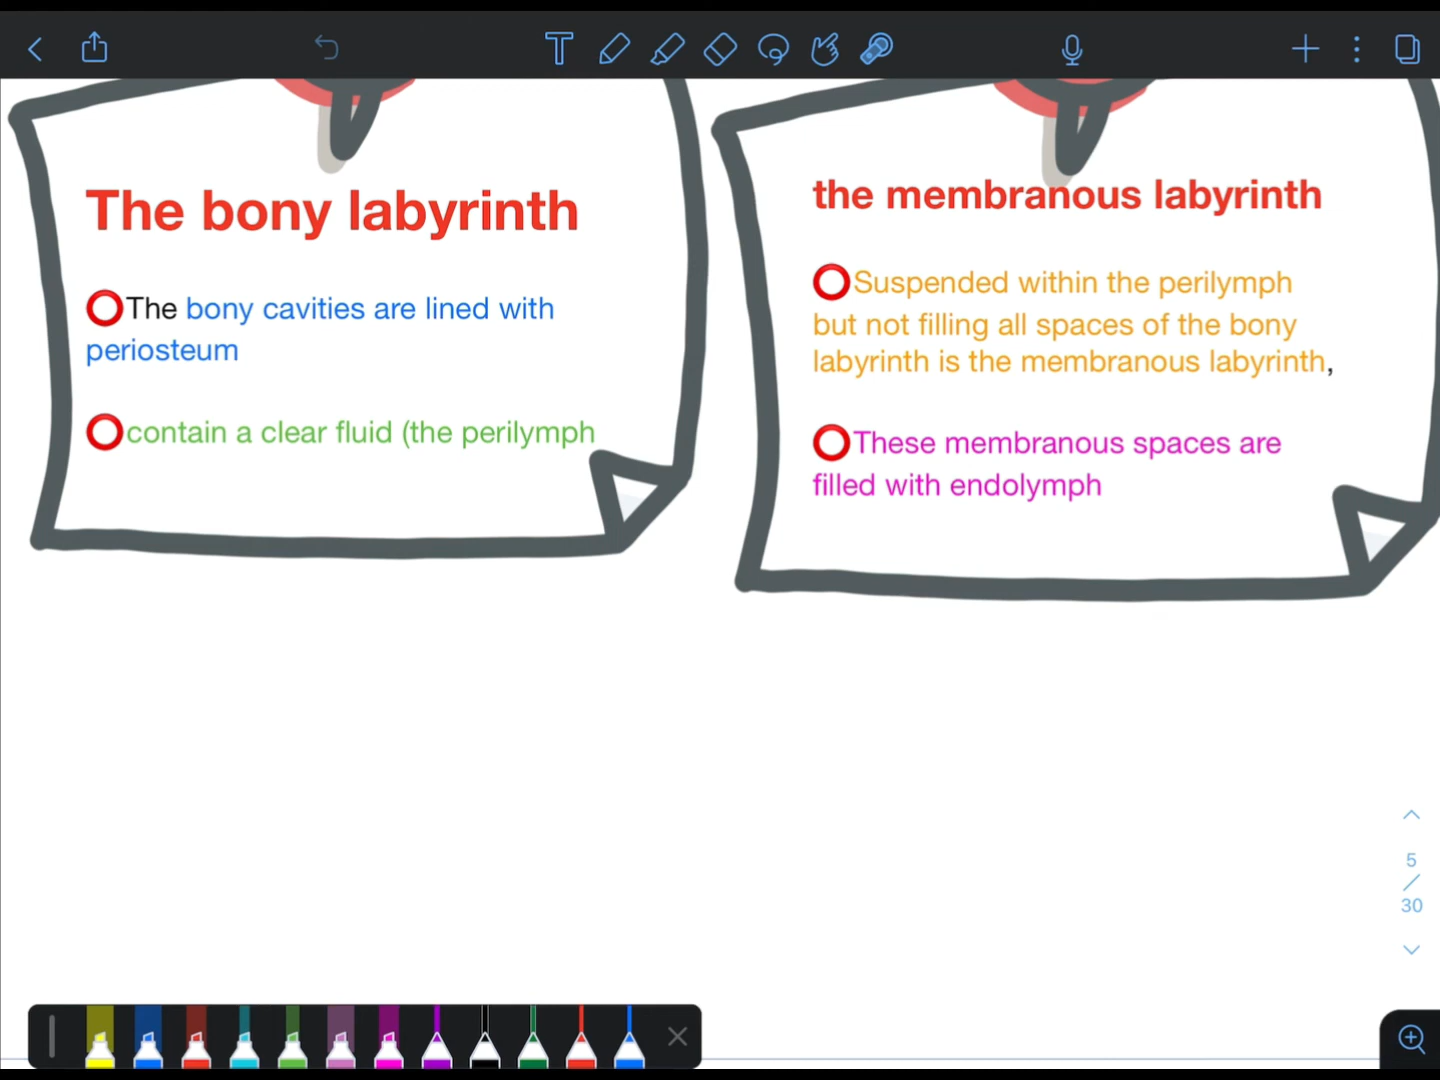 The bony labyrinth
The bony cavities are lined with
periosteum
contain a clear fluid (the perilymph
the membranous labyrinth
Suspended within the perilymph
but not filling all spaces of the bony
labyrinth is the membranous labyrinth,
These membranous spaces are
filled with endolymph
5
/
30